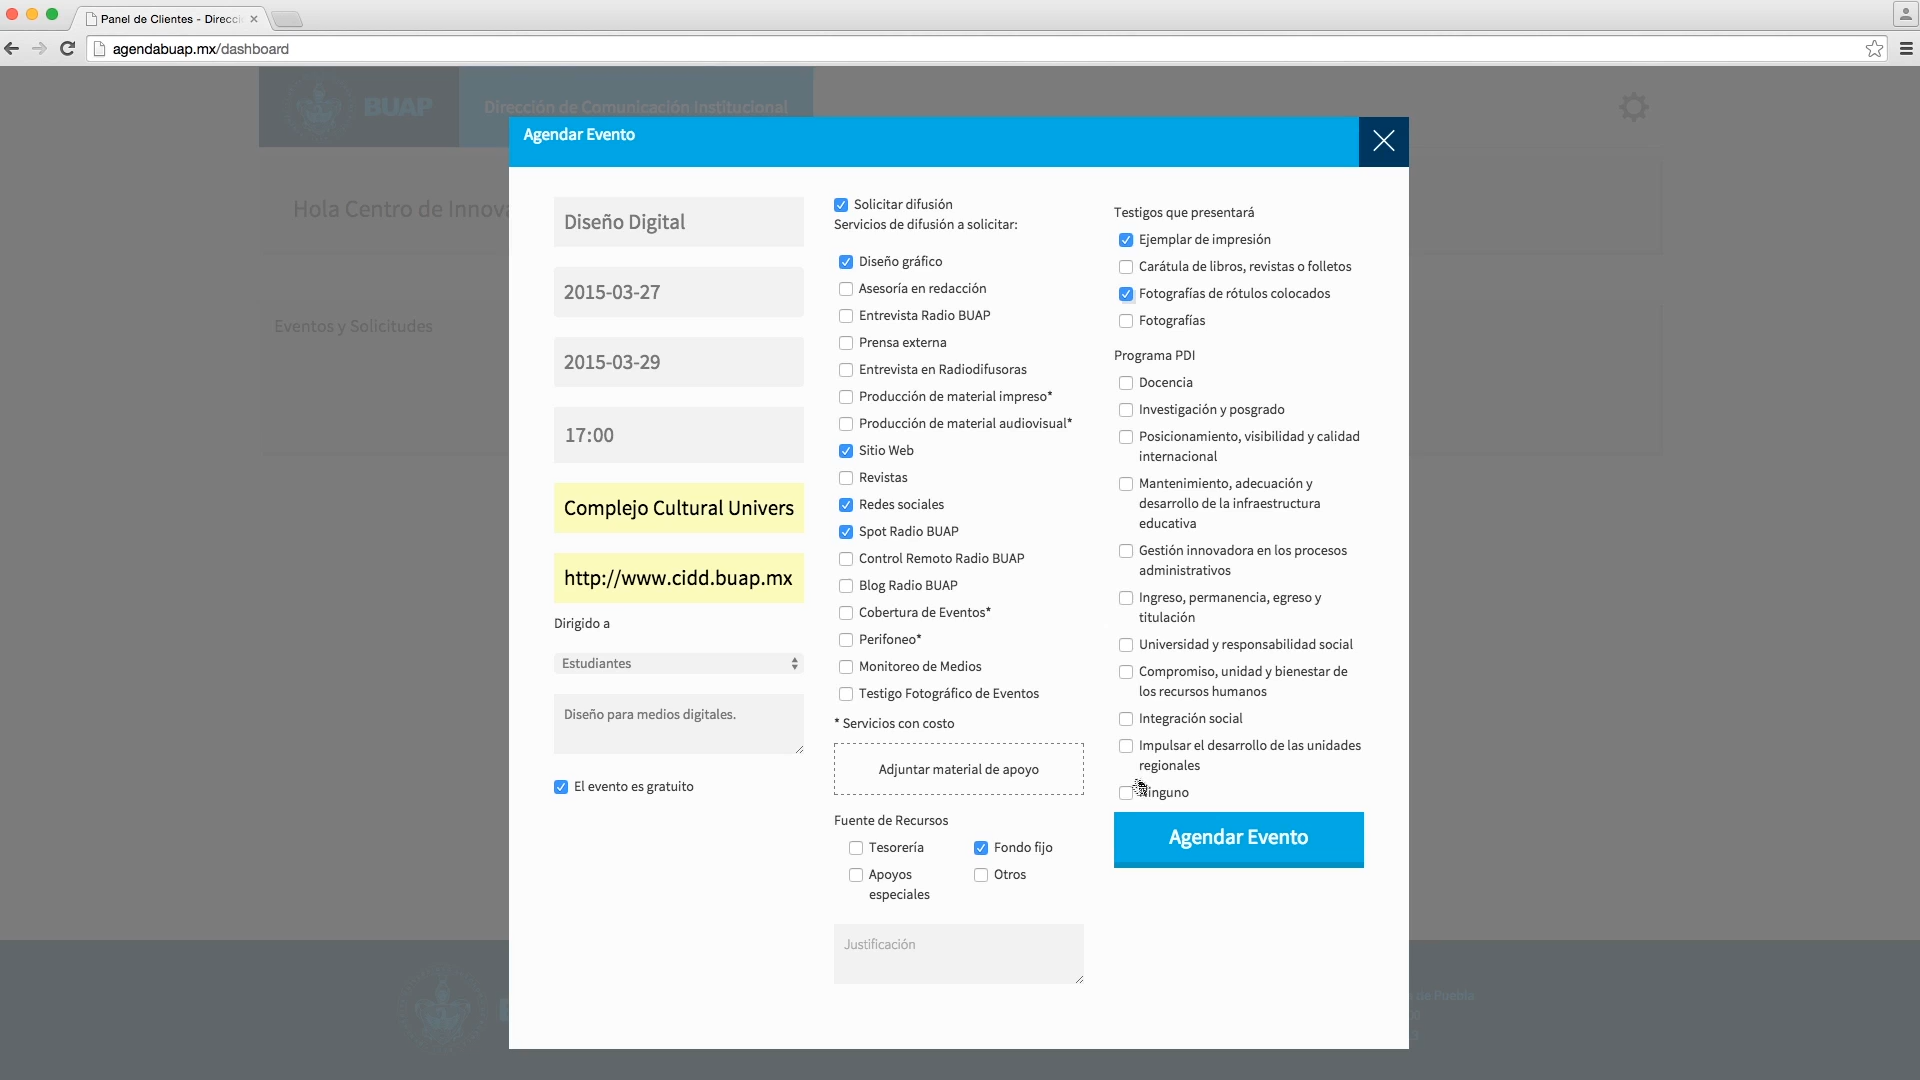 Panel de Clientes - Direcci
agendabuap.mx/dashboard
BUAP
Dirección de Comunicación Institucional
Hola Centro de Innova
Eventos y Solicitudes
Agendar Evento
Diseño Digital
2015-03-27
2015-03-29
17:00
Complejo Cultural Univers
http://www.cidd.buap.mx
Dirigido a
Estudiantes
Diseño para medios digitales.
El evento es gratuito
Solicitar difusión
Servicios de difusión a solicitar:
Diseño gráfico
Asesoría en redacción
Entrevista Radio BUAP
Prensa externa
Entrevista en Radiodifusoras
Producción de material impreso*
Producción de material audiovisual*
Sitio Web
Revistas
Redes sociales
Spot Radio BUAP
Control Remoto Radio BUAP
Blog Radio BUAP
Cobertura de Eventos*
Perifoneo*
Monitoreo de Medios
Testigo Fotográfico de Eventos
* Servicios con costo
Adjuntar material de apoyo
Fuente de Recursos
Tesorería
Fondo fijo
Apoyos
especiales
Otros
Justificación
Testigos que presentará
Ejemplar de impresión
Carátula de libros, revistas o folletos
Fotografías de rótulos colocados
Fotografías
Programa PDI
Docencia
Investigación y posgrado
Posicionamiento, visibilidad y calidad
internacional
Mantenimiento, adecuación y
desarrollo de la infraestructura
educativa
Gestión innovadora en los procesos
administrativos
Ingreso, permanencia, egreso y
titulación
Universidad y responsabilidad social
Compromiso, unidad y bienestar de
los recursos humanos
Integración social
Impulsar el desarrollo de las unidades
regionales
Ninguno
Agendar Evento
de Puebla